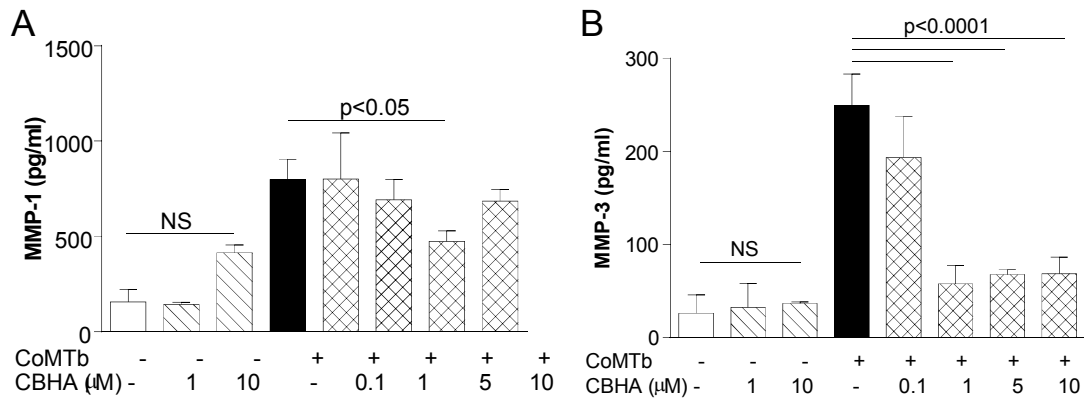 A
1500
1000
500
0
MMP-1 (pg/ml)
p<0.05
NS
CoMTb - - - + + + + +
CBHA (μM) - 1 10 - 0.1 1 5 10
B
300
200
100
0
MMP-3 (pg/ml)
p<0.0001
NS
CoMTb - - - + + + + +
CBHA (μM) - 1 10 - 0.1 1 5 10